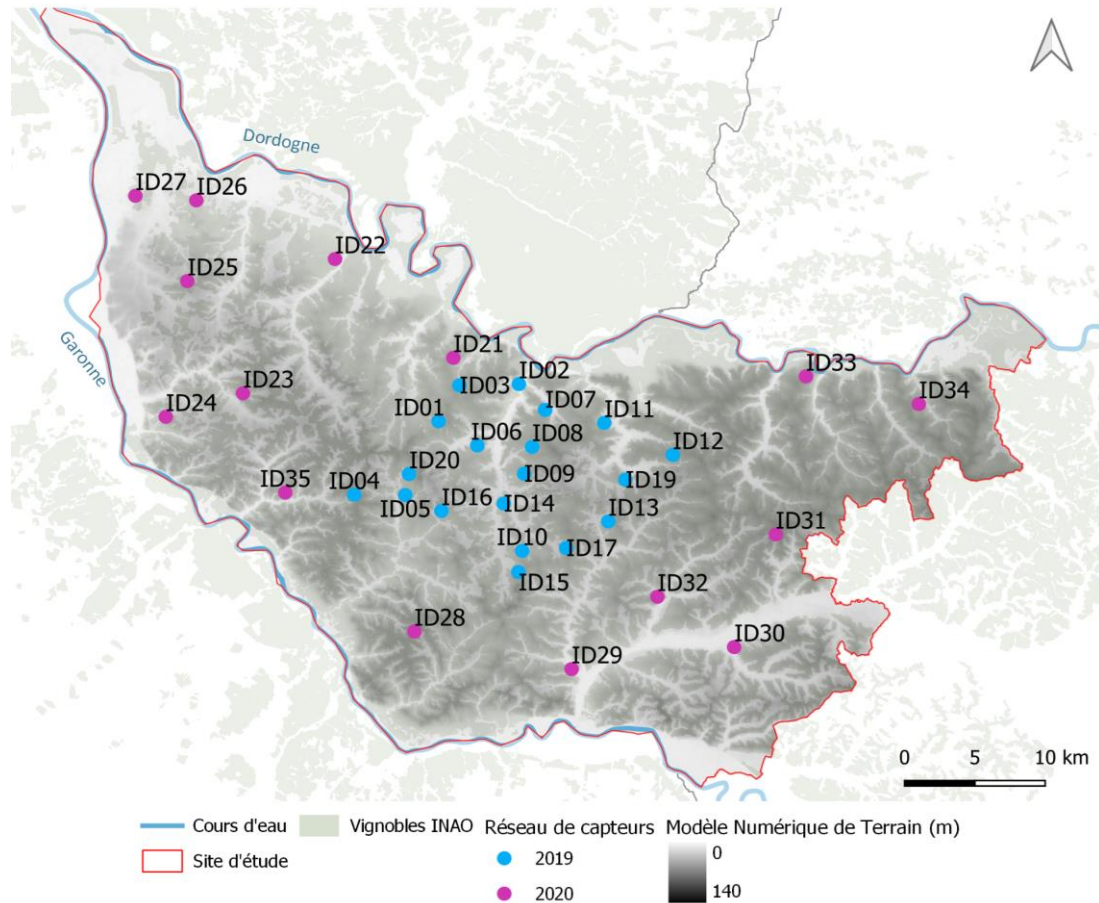 Dordogne
ID27
ID26
ID22
ID25
Garonne
ID21
ID02
ID33
ID23
ID03
ID34
ID24
ID01
ID07
ID11
ID06
ID08
ID12
ID20
ID09
ID19
ID35
ID04
ID05
ID16
ID14
ID13
ID10
ID17
ID31
ID15
ID32
ID28
ID30
ID29
0 5 10 km
Cours d'eau
Vignobles INAO
Réseau de capteurs
Modèle Numérique de Terrain (m)
Site d'étude
2019
0
2020
140